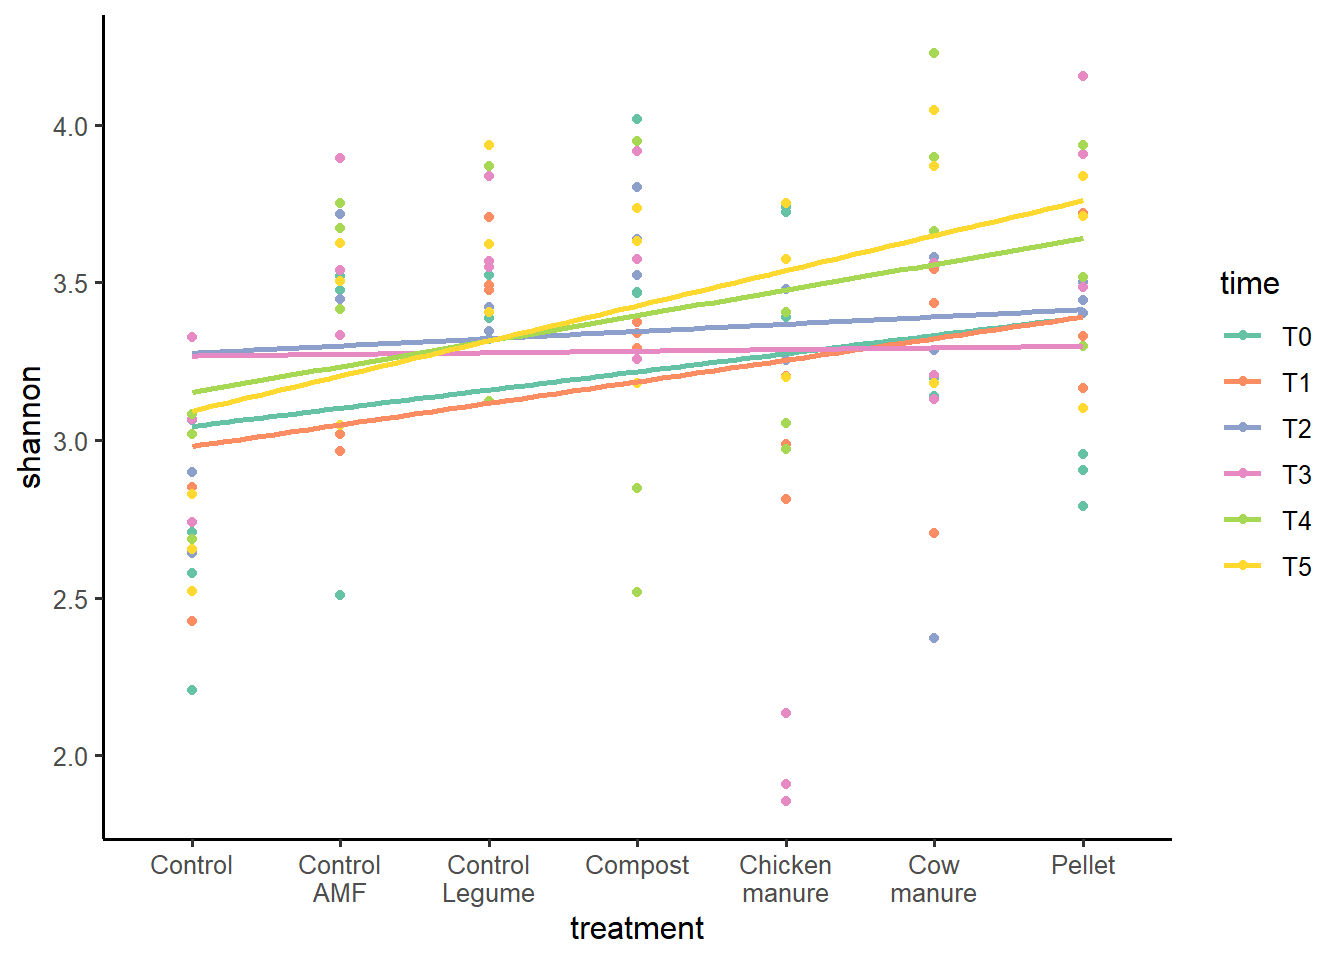 shannon
4.0
3.5
3.0
2.5
2.0
Control
Control
AMF
Control
Legume
Compost
Chicken
manure
Cow
manure
Pellet
treatment
time
T0
T1
T2
T3
T4
T5